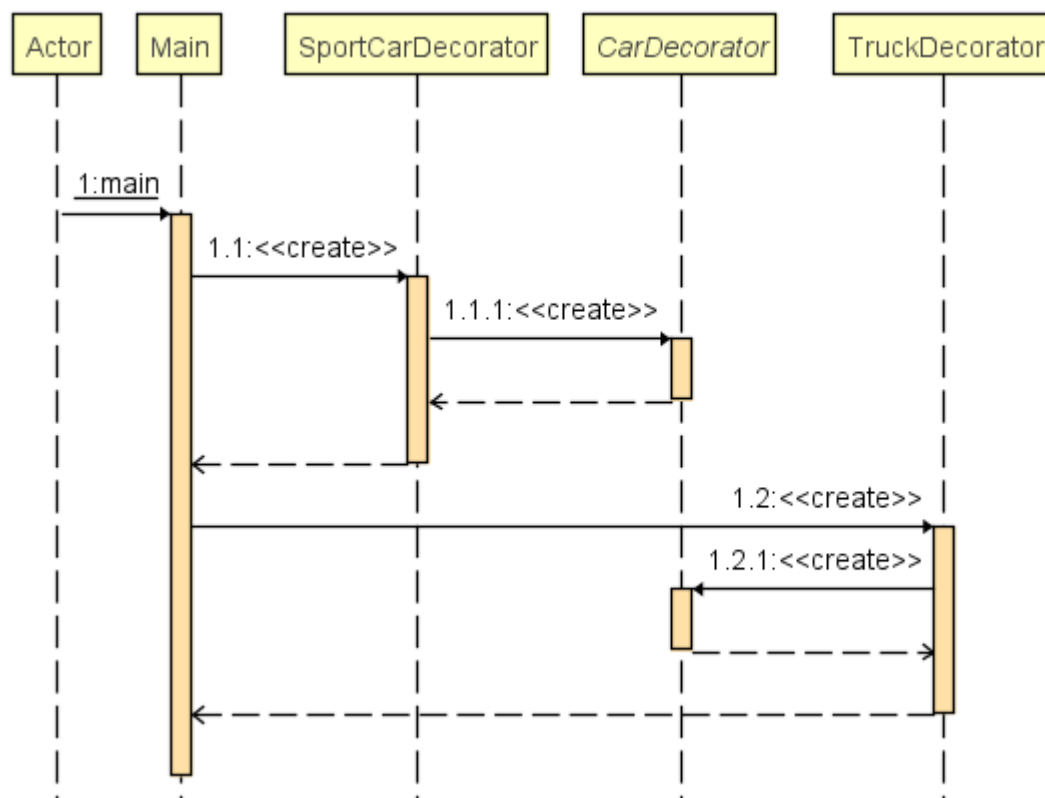 Actor
Main
SportCarDecorator
CarDecorator
TruckDecorator
1:main
1.1:<<create>>
1.1.1:<<create>>
1.2:<<create>>
1.2.1:<<create>>